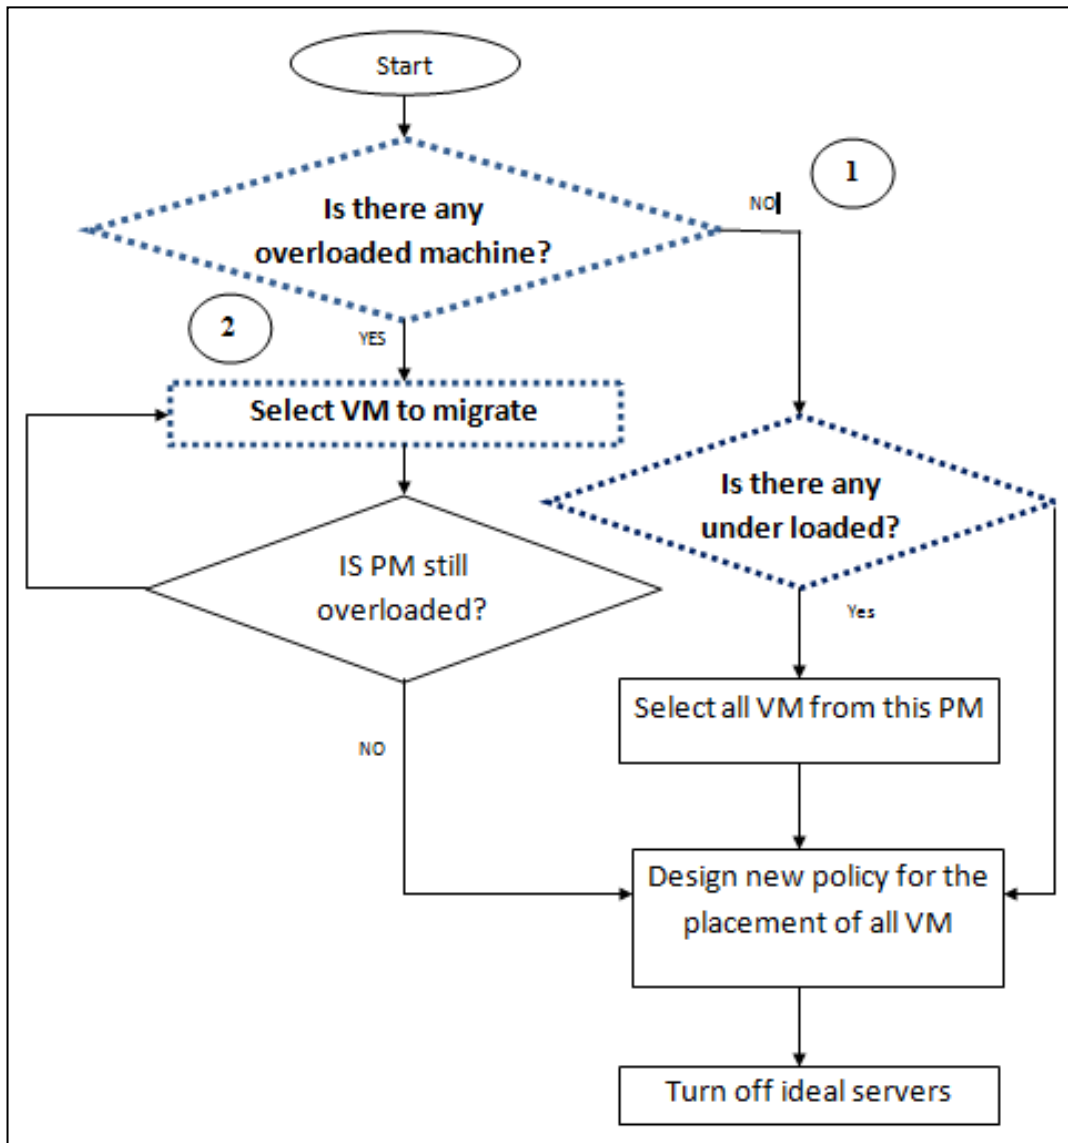 Start
1
NO
Is there any
overloaded machine?
2
YES
Select VM to migrate
Is there any
under loaded?
IS PM still
overloaded?
Yes
Select all VM from this PM
NO
Design new policy for the
placement of all VM
Turn off ideal servers